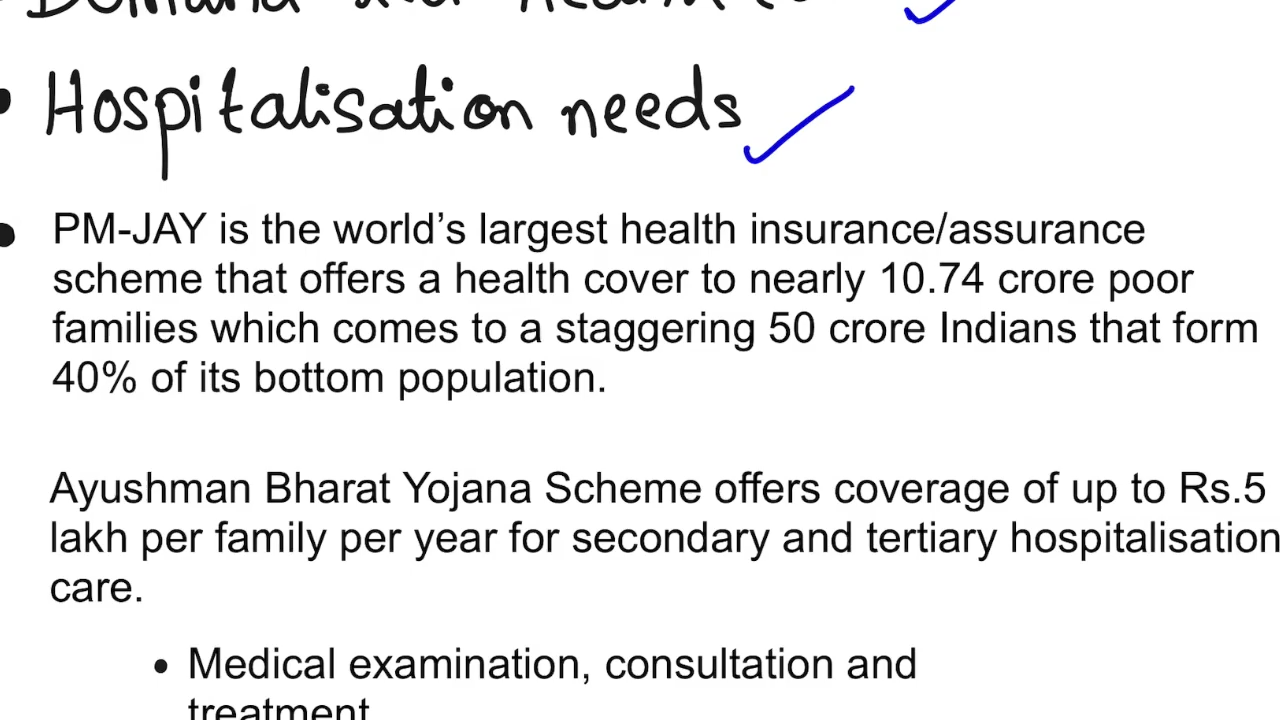 Hospitalisation needs
PM-JAY is the world’s largest health insurance/assurance
scheme that offers a health cover to nearly 10.74 crore poor
families which comes to a staggering 50 crore Indians that form
40% of its bottom population.
Ayushman Bharat Yojana Scheme offers coverage of up to Rs.5
lakh per family per year for secondary and tertiary hospitalisation
care.
• Medical examination, consultation and
treatment